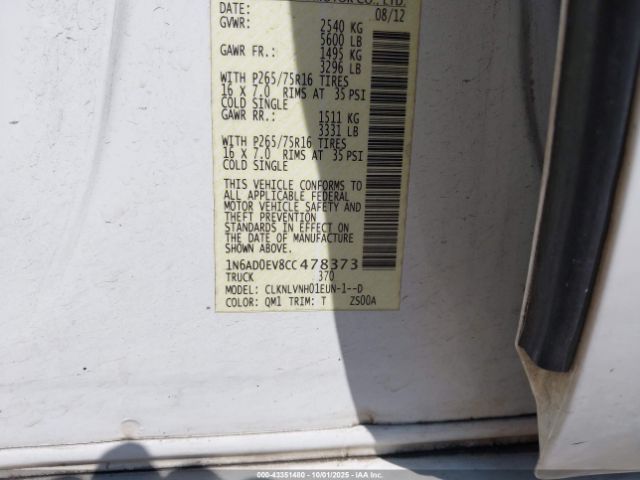 MOTOR CO., LTD.
DATE: 08/12
GVWR: 2540 KG
5600 LB
GAWR FR.: 1495 KG
3296 LB
WITH P265/75R16 TIRES
16 X 7.0 RIMS AT 35 PSI
COLD SINGLE
GAWR RR.: 1511 KG
3331 LB
WITH P265/75R16 TIRES
16 X 7.0 RIMS AT 35 PSI
COLD SINGLE
THIS VEHICLE CONFORMS TO
ALL APPLICABLE FEDERAL
MOTOR VEHICLE SAFETY AND
THEFT PREVENTION
STANDARDS IN EFFECT ON
THE DATE OF MANUFACTURE
SHOWN ABOVE.
1N6AD0EV8CC478373
TRUCK 370
MODEL: CLKNLVNH01EUN-1--D
COLOR: QM1 TRIM: T ZS00A
000-43351480 - 10/01/2025 - IAA, Inc.